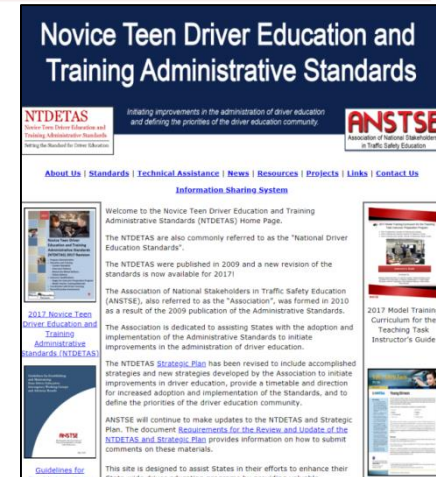 Novice Teen Driver Education and
Training Administrative Standards
NTDETAS
Novice Teen Driver Education and
Training Administrative Standards
Setting the Standard for Driver Education
Initiating improvements in the administration of driver education
and defining the priorities of the driver education community.
ANSTSE
Association of National Stakeholders
in Traffic Safety Education
About Us | Standards | Technical Assistance | News | Resources | Projects | Links | Contact Us
Information Sharing System
Welcome to the Novice Teen Driver Education and Training
Administrative Standards (NTDETAS) Home Page.
The NTDETAS are also commonly referred to as the "National Driver
Education Standards".
The NTDETAS were published in 2009 and a new revision of the
standards is now available for 2017!
The Association of National Stakeholders in Traffic Safety Education
(ANSTSE), also referred to as the "Association", was formed in 2010
as a result of the 2009 publication of the NTDETAS.
The Association is dedicated to assisting States with the adoption and
implementation of the Administrative Standards to initiate
improvements in the administration of driver education.
The NTDETAS Strategic Plan has been revised to include accomplished
strategies and new strategies developed by the Association to initiate
improvements in driver education, provide a timetable and direction
for increased adoption and implementation of the Standards, and to
define the priorities of the driver education community.
ANSTSE will continue to make updates to the NTDETAS and Strategic
Plan. The document Requirements for the Review and Update of the
NTDETAS and Strategic Plan provides information on how to submit
comments on these materials.
This site is designed to assist States in their efforts to enhance their
2017 Novice Teen
Driver Education and
Training
Administrative
Standards (NTDETAS)
ANSTSE
Guidelines for
2017 Model Training
Curriculum for the
Teaching Task
Instructor's Guide